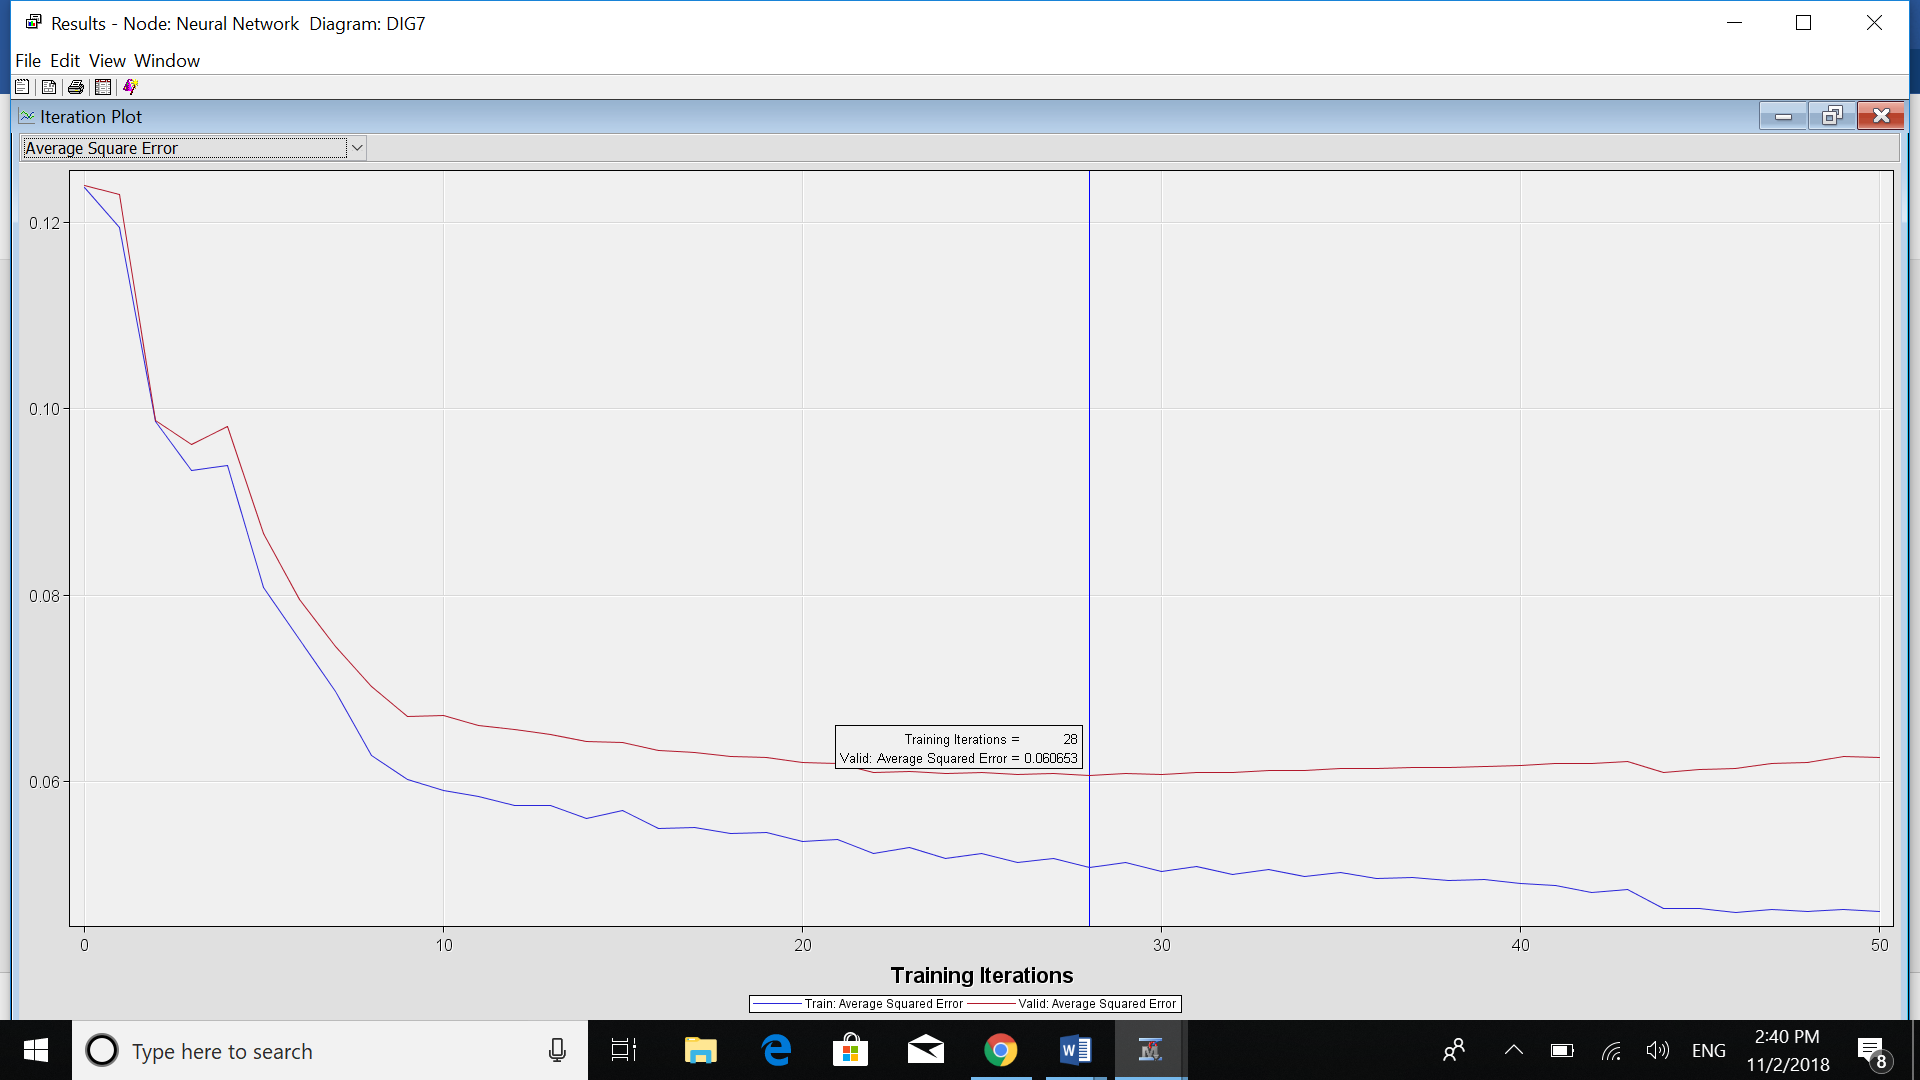 Results - Node: Neural Network  Diagram: DIG7
File Edit View Window
Iteration Plot
Average Square Error
0.12
0.10
0.08
0.06
Training Iterations = 28
Valid: Average Squared Error = 0.060653
0 10 20 30 40 50
Training Iterations
Train: Average Squared Error Valid: Average Squared Error
Type here to search
ENG
2:40 PM
11/2/2018
8